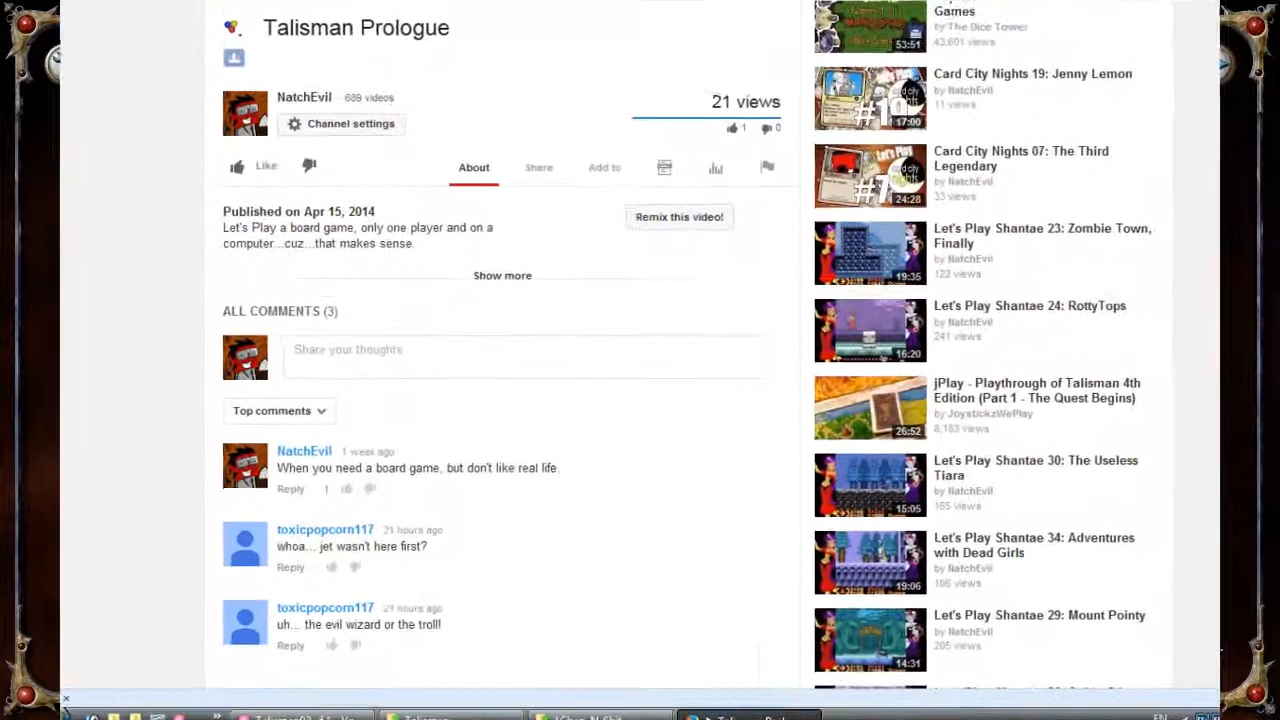 Talisman Prologue
NatchEvil 689 videos
Channel settings
21 views
1 0
Like
About Share Add to
Published on Apr 15, 2014
Let's Play a board game, only one player and on a
computer...cuz...that makes sense.
Remix this video!
Show more
ALL COMMENTS (3)
Share your thoughts
Top comments
NatchEvil 1 week ago
When you need a board game, but don't like real life.
Reply 1
toxicpopcorn117 21 hours ago
whoa... jet wasn't here first?
Reply
toxicpopcorn117 21 hours ago
uh... the evil wizard or the troll!
Reply
Games
by The Dice Tower
43,601 views
53:51
Card City Nights 19: Jenny Lemon
by NatchEvil
11 views
17:00
Card City Nights 07: The Third
Legendary
by NatchEvil
33 views
Let's Play
#7
24:28
Let's Play Shantae 23: Zombie Town,
Finally
by NatchEvil
122 views
19:35
Let's Play Shantae 24: RottyTops
by NatchEvil
241 views
16:20
jPlay - Playthrough of Talisman 4th
Edition (Part 1 - The Quest Begins)
by JoystickzWePlay
8,183 views
26:52
Let's Play Shantae 30: The Useless
Tiara
by NatchEvil
165 views
15:05
Let's Play Shantae 34: Adventures
with Dead Girls
by NatchEvil
106 views
19:06
Let's Play Shantae 29: Mount Pointy
by NatchEvil
205 views
14:31